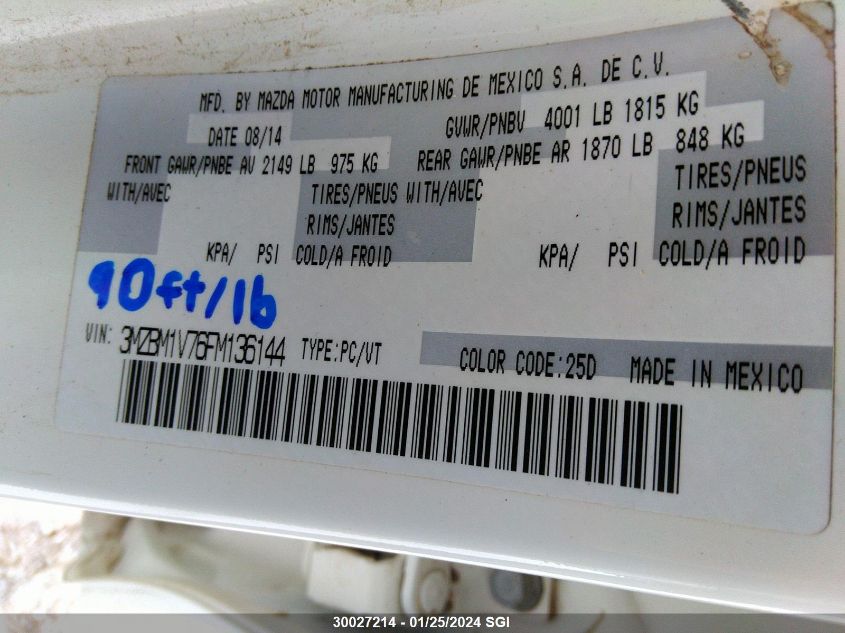 MFD. BY MAZDA MOTOR MANUFACTURING DE MEXICO S.A. DE C.V.
DATE 08/14 GVWR/PNBV 4001 LB 1815 KG
FRONT GAWR/PNBE AV 2149 LB 975 KG REAR GAWR/PNBE AR 1870 LB 848 KG
WITH/AVEC TIRES/PNEUS WITH/AVEC TIRES/PNEUS
RIMS/JANTES RIMS/JANTES
KPA/ PSI COLD/A FROID KPA/ PSI COLD/A FROID
90ft/lb
VIN: 3MZBM1V76FM136144 TYPE:PC/VT COLOR CODE:25D MADE IN MEXICO
30027214 - 01/25/2024 SGI